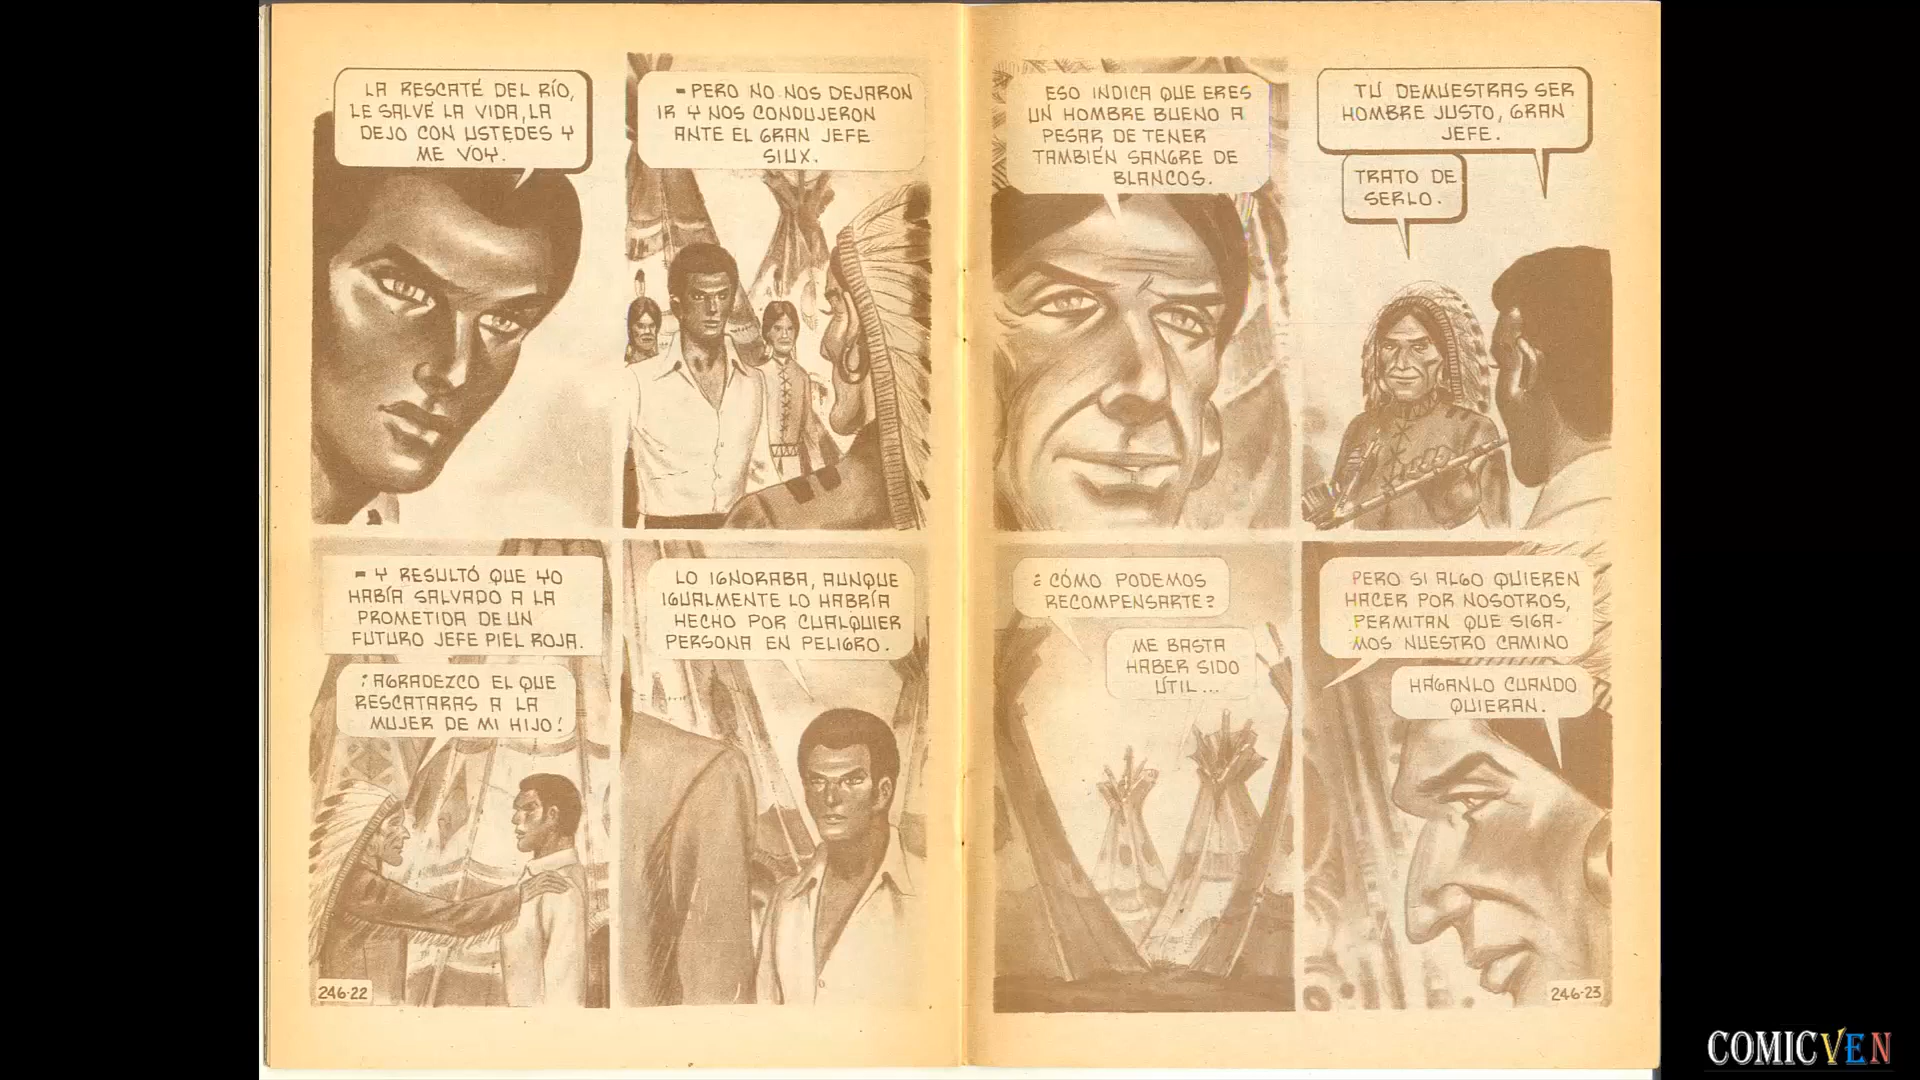 LA RESCATÉ DEL RÍO,
LE SALVÉ LA VIDA, LA
DEJO CON USTEDES Y
ME VOY.
- PERO NO NOS DEJARON
IR Y NOS CONDUJERON
ANTE EL GRAN JEFE
SIUX.
- Y RESULTÓ QUE YO
HABÍA SALVADO A LA
PROMETIDA DE UN
FUTURO JEFE PIEL ROJA.
¡AGRADEZCO EL QUE
RESCATARAS A LA
MUJER DE MI HIJO!
LO IGNORABA, AUNQUE
IGUALMENTE LO HABRÍA
HECHO POR CUALQUIER
PERSONA EN PELIGRO.
246-22
ESO INDICA QUE ERES
UN HOMBRE BUENO A
PESAR DE TENER
TAMBIÉN SANGRE DE
BLANCOS.
TÚ DEMUESTRAS SER
HOMBRE JUSTO, GRAN
JEFE.
TRATO DE
SERLO.
¿CÓMO PODEMOS
RECOMPENSARTE?
ME BASTA
HABER SIDO
ÚTIL...
PERO SI ALGO QUIEREN
HACER POR NOSOTROS,
PERMITAN QUE SIGA-
MOS NUESTRO CAMINO
HÁGANLO CUANDO
QUIERAN.
246-23
COMICVEN